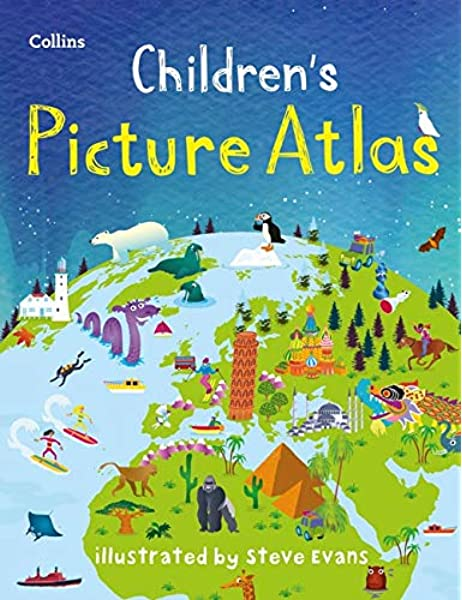 Collins
Children's
Picture Atlas
illustrated by Steve Evans